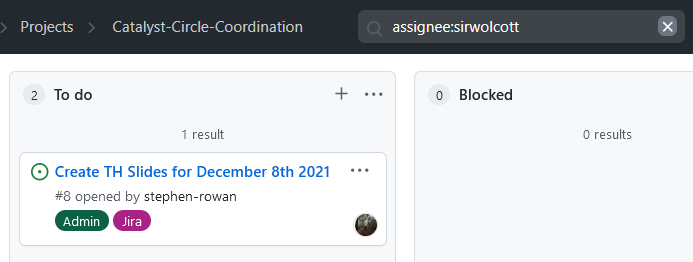 Projects Catalyst-Circle-Coordination assignee:sirwolcott
2 To do
1 result
Create TH Slides for December 8th 2021
#8 opened by stephen-rowan
Admin Jira
0 Blocked
0 results